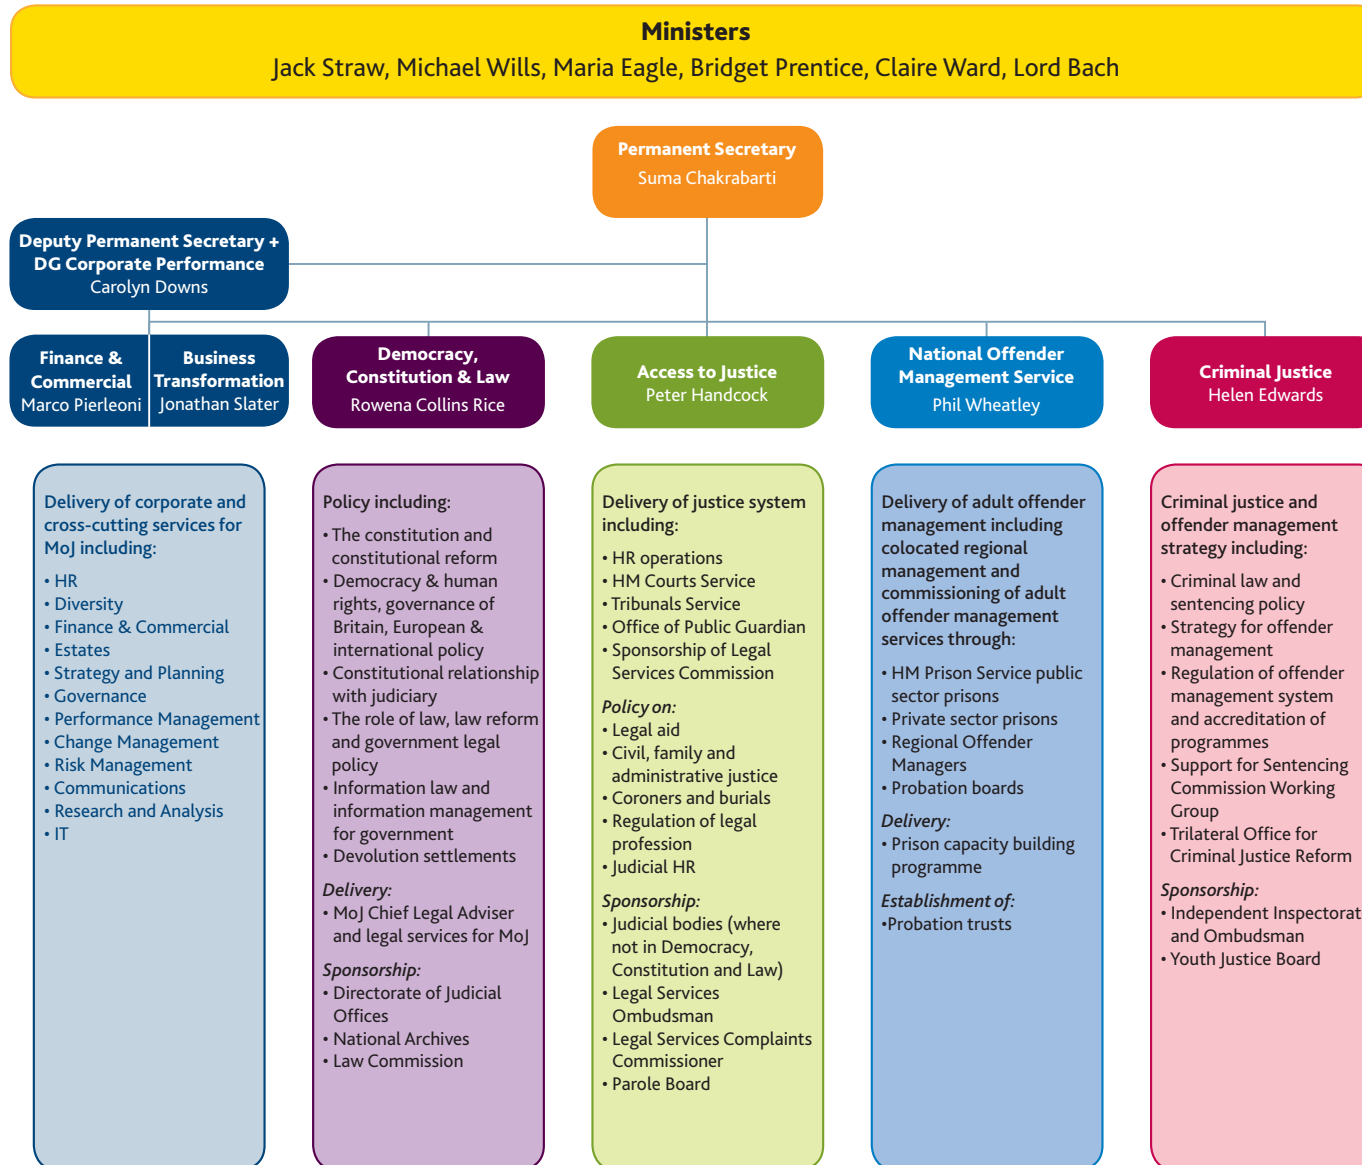 Ministers
Jack Straw, Michael Wills, Maria Eagle, Bridget Prentice, Claire Ward, Lord Bach
Permanent Secretary
Suma Chakrabarti
Deputy Permanent Secretary +
DG Corporate Performance
Carolyn Downs
Finance &
Commercial
Marco Pierleoni
Business
Transformation
Jonathan Slater
Democracy,
Constitution & Law
Rowena Collins Rice
Access to Justice
Peter Handcock
National Offender
Management Service
Phil Wheatley
Criminal Justice
Helen Edwards
Delivery of corporate and
cross-cutting services for
MoJ including:
• HR
• Diversity
• Finance & Commercial
• Estates
• Strategy and Planning
• Governance
• Performance Management
• Change Management
• Risk Management
• Communications
• Research and Analysis
• IT
Policy including:
• The constitution and
constitutional reform
• Democracy & human
rights, governance of
Britain, European &
international policy
• Constitutional relationship
with judiciary
• The role of law, law reform
and government legal
policy
• Information law and
information management
for government
• Devolution settlements
Delivery:
• MoJ Chief Legal Adviser
and legal services for MoJ
Sponsorship:
• Directorate of Judicial
Offices
• National Archives
• Law Commission
Delivery of justice system
including:
• HR operations
• HM Courts Service
• Tribunals Service
• Office of Public Guardian
• Sponsorship of Legal
Services Commission
Policy on:
• Legal aid
• Civil, family and
administrative justice
• Coroners and burials
• Regulation of legal
profession
• Judicial HR
Sponsorship:
• Judicial bodies (where
not in Democracy,
Constitution and Law)
• Legal Services
Ombudsman
• Legal Services Complaints
Commissioner
• Parole Board
Delivery of adult offender
management including
colocated regional
management and
commissioning of adult
offender management
services through:
• HM Prison Service public
sector prisons
• Private sector prisons
• Regional Offender
Managers
• Probation boards
Delivery:
• Prison capacity building
programme
Establishment of:
•Probation trusts
Criminal justice and
offender management
strategy including:
• Criminal law and
sentencing policy
• Strategy for offender
management
• Regulation of offender
management system
and accreditation of
programmes
• Support for Sentencing
Commission Working
Group
• Trilateral Office for
Criminal Justice Reform
Sponsorship:
• Independent Inspectorat
and Ombudsman
• Youth Justice Board